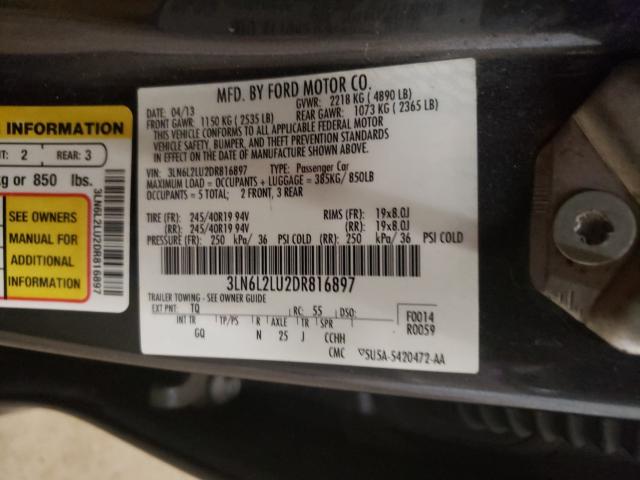 MFD. BY FORD MOTOR CO.
DATE: 04/13 GVWR: 2218 KG ( 4890 LB)
FRONT GAWR: 1150 KG ( 2535 LB) REAR GAWR: 1073 KG ( 2365 LB)
THIS VEHICLE CONFORMS TO ALL APPLICABLE FEDERAL MOTOR
VEHICLE SAFETY, BUMPER, AND THEFT PREVENTION STANDARDS
IN EFFECT ON THE DATE OF MANUFACTURE SHOWN ABOVE.
VEHICLE IDENTIFICATION NO.
VIN: 3LN6L2LU2DR816897 TYPE: Passenger Car
MAXIMUM LOAD = OCCUPANTS + LUGGAGE = 385KG/ 850LB
OCCUPANTS = 5 TOTAL; 2 FRONT, 3 REAR
TIRE (FR): 245/40R19 94V RIMS (FR): 19x8.0J
(RR): 245/40R19 94V (RR): 19x8.0J
PRESSURE (FR) 250 kPa/ 36 PSI COLD (RR) 250 kPa/36 PSI COLD
3LN6L2LU2DR816897
TRAILER TOWING - SEE OWNER GUIDE
EXT PNT: TQ RC: 55 DSO: F0014
INT TR TP/PS R AXLE TR SPR R0059
GQ N 25 J CCHH
CMC ▽SUSA-5420472-AA
INFORMATION
2 REAR: 3
kg or 850 lbs.
SEE OWNERS
MANUAL FOR
ADDITIONAL
INFORMATION
3LN6L2LU2DR816897